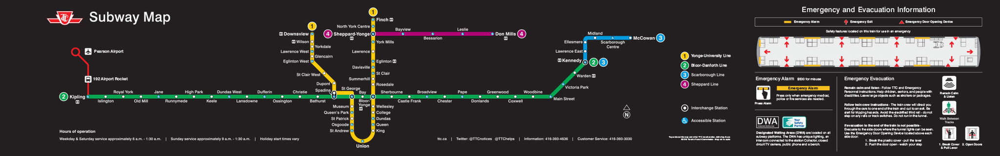 TTC
Subway Map
Pearson Airport
192 Airport Rocket
2
Kipling
Islington
Royal York
Old Mill
Jane
Runnymede
High Park
Keele
Dundas West
Lansdowne
Dufferin
Ossington
Christie
Bathurst
Spadina
St George
Bay
Bloor-
Yonge
Sherbourne
Castle Frank
Broadview
Chester
Pape
Donlands
Greenwood
Coxwell
Woodbine
Main Street
Victoria Park
Warden
Kennedy
2
3
Lawrence East
Ellesmere
Midland
Scarborough
Centre
McCowan
3
1
Downsview
Wilson
Yorkdale
Lawrence West
Glencairn
Eglinton West
St Clair West
Dupont
Museum
Queen's Park
St Patrick
Osgoode
St Andrew
Union
King
Queen
Dundas
College
Wellesley
Rosedale
Summerhill
St Clair
Davisville
Eglinton
Lawrence
York Mills
4
Sheppard-Yonge
North York Centre
Finch
1
Bayview
Bessarion
Leslie
Don Mills
4
1
Yonge-University Line
2
Bloor-Danforth Line
3
Scarborough Line
4
Sheppard Line
Interchange Station
Accessible Station
N
Hours of operation
Weekday & Saturday service approximately 6 a.m. - 1:30 a.m. | Sunday service approximately 9 a.m. - 1:30 a.m. | Holiday start times vary
ttc.ca | Twitter: @TTCnotices @TTChelps | Information: 416-393-4636 | Customer Service: 416-393-3030
Emergency and Evacuation Information
Emergency Alarm
Emergency Exit
Emergency Door Opening Device
Safety features located on this train for use in an emergency
Emergency Alarm $500 for misuse
Press Alarm
Emergency Alarm
Press only when emergency medical,
police or fire services are needed.
DWA
Designated Waiting Areas
Your
Safety
Partner
Designated Waiting Areas (DWA) are located on all
subway platforms. The DWA has unique lighting, an
intercom connected to the station Collector, closed
circuit TV camera, public phone and a bench.
Emergency Evacuation
Remain calm and listen - Follow TTC and Emergency
Personnel instructions. Help children, seniors, and people with
disabilities. Leave large objects such as strollers or packages.
Follow train crew instructions - The train crew will direct you
through the cars to one end of the train and out to an exit. Be
alert for tripping hazards. Avoid the electrified third rail - do not
step on any rails or track switches. Do not run in the tunnel.
If evacuation to the end of the train is not possible -
Evacuate to the side doors where the tunnel lights can be seen.
Use the Emergency Door Opening Device located above each
side door:
1. Break the plastic cover - pull the lever
2. Push the door open - watch your step
Remain Calm
& Listen
Walk Between
Tracks
1. Break Cover
& Pull Lever
2. Open Doors